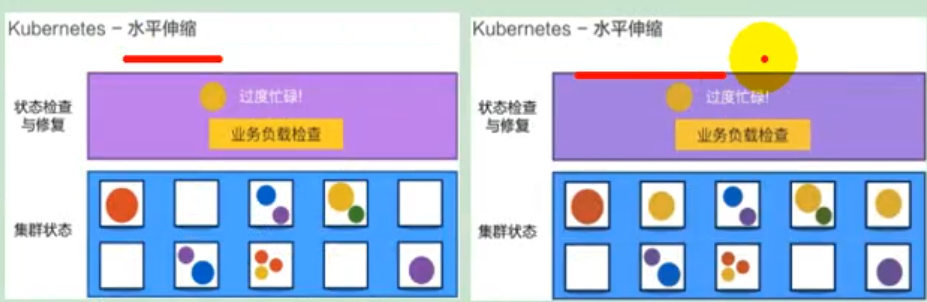 Kubernetes - 水平伸缩
状态检查
与修复
过度忙碌!
业务负载检查
集群状态
Kubernetes - 水平伸缩
状态检查
与修复
过度忙碌!
业务负载检查
集群状态